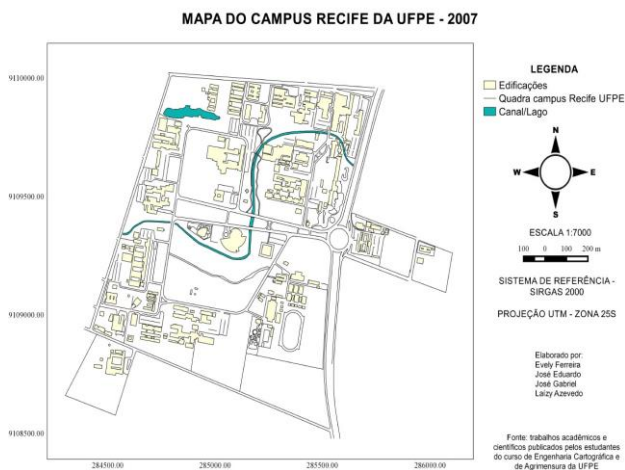 MAPA DO CAMPUS RECIFE DA UFPE - 2007
9110000.00
9109500.00
9109000.00
9108500.00
284500.00
285000.00
285500.00
286000.00
LEGENDA
Edificações
Quadra campus Recife UFPE
Canal/Lago
N
W E
S
ESCALA 1:7000
100 0 100 200 m
SISTEMA DE REFERÊNCIA -
SIRGAS 2000
PROJEÇÃO UTM - ZONA 25S
Elaborado por:
Evely Ferreira
José Eduardo
José Gabriel
Laizy Azevedo
Fonte: trabalhos acadêmicos e
científicos publicados pelos estudantes
do curso de Engenharia Cartográfica e
de Agrimensura da UFPE